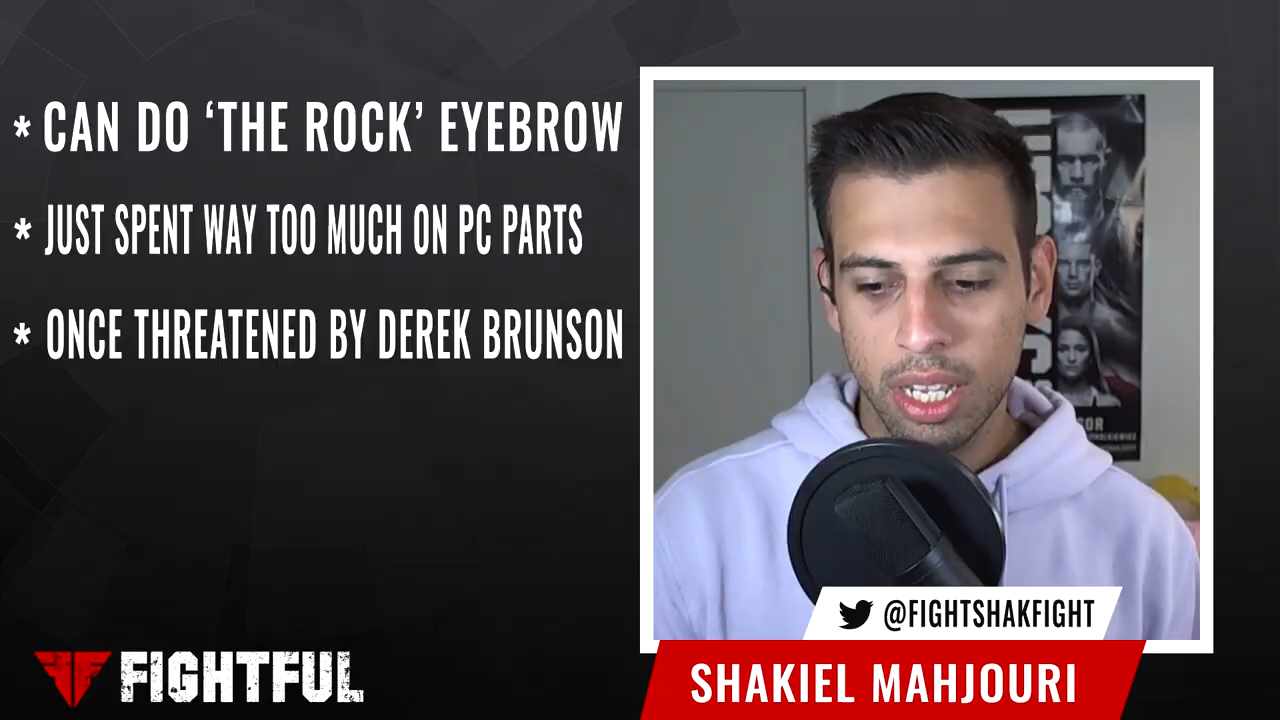 * CAN DO ‘THE ROCK’ EYEBROW
* JUST SPENT WAY TOO MUCH ON PC PARTS
* ONCE THREATENED BY DEREK BRUNSON
@FIGHTSHAKFIGHT
SHAKIEL MAHJOURI
FIGHTFUL